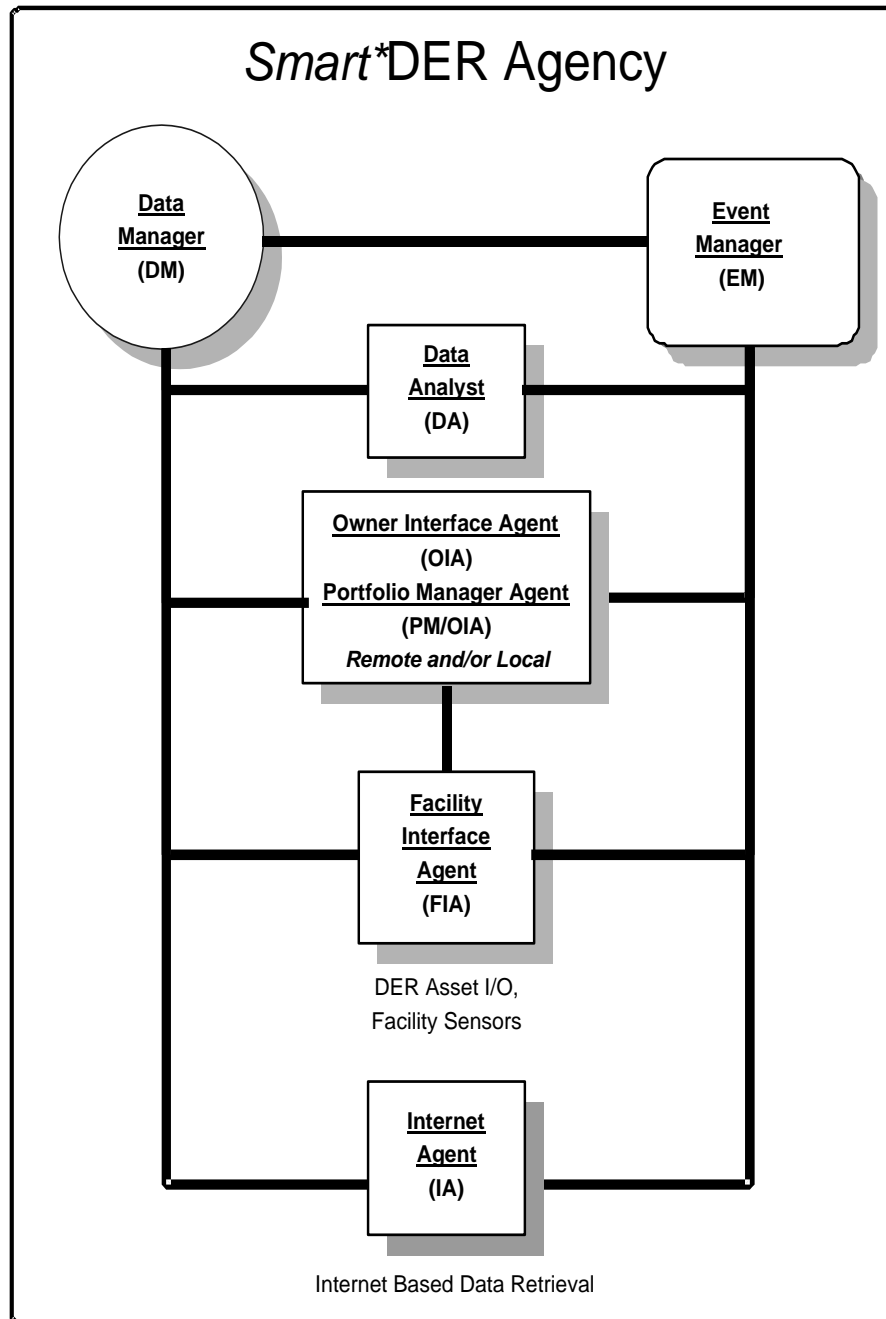 Smart*DER Agency
Data
Manager
(DM)
Event
Manager
(EM)
Data
Analyst
(DA)
Owner Interface Agent
(OIA)
Portfolio Manager Agent
(PM/OIA)
Remote and/or Local
Facility
Interface
Agent
(FIA)
DER Asset I/O,
Facility Sensors
Internet
Agent
(IA)
Internet Based Data Retrieval